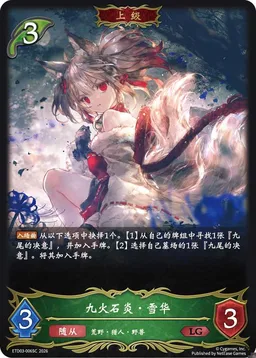 上级
3
入场曲 从以下选项中抉择1个。【1】从自己的牌组中寻找1张『九
尾的决意』，并加入手牌。【2】选择自己墓场的1张『九尾的决
意』，将其加入手牌。
九火石炎·雪华
3
随从
荒野·猎人·野兽
LG
3
ETD03-006SC 2026
©Cygames, Inc.
Published by NetEase Games